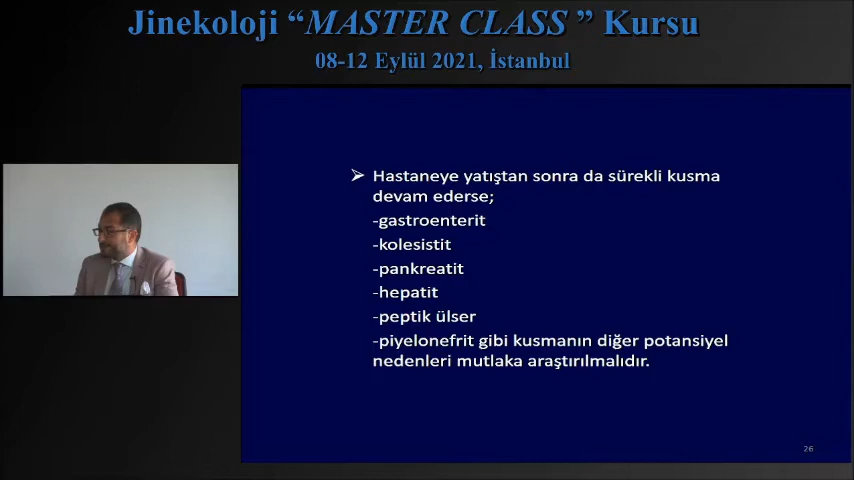 Jinekoloji “MASTER CLASS ” Kursu
08-12 Eylül 2021, İstanbul
➢ Hastaneye yatıştan sonra da sürekli kusma
devam ederse;
-gastroenterit
-kolesistit
-pankreatit
-hepatit
-peptik ülser
-piyelonefrit gibi kusmanın diğer potansiyel
nedenleri mutlaka araştırılmalıdır.
26